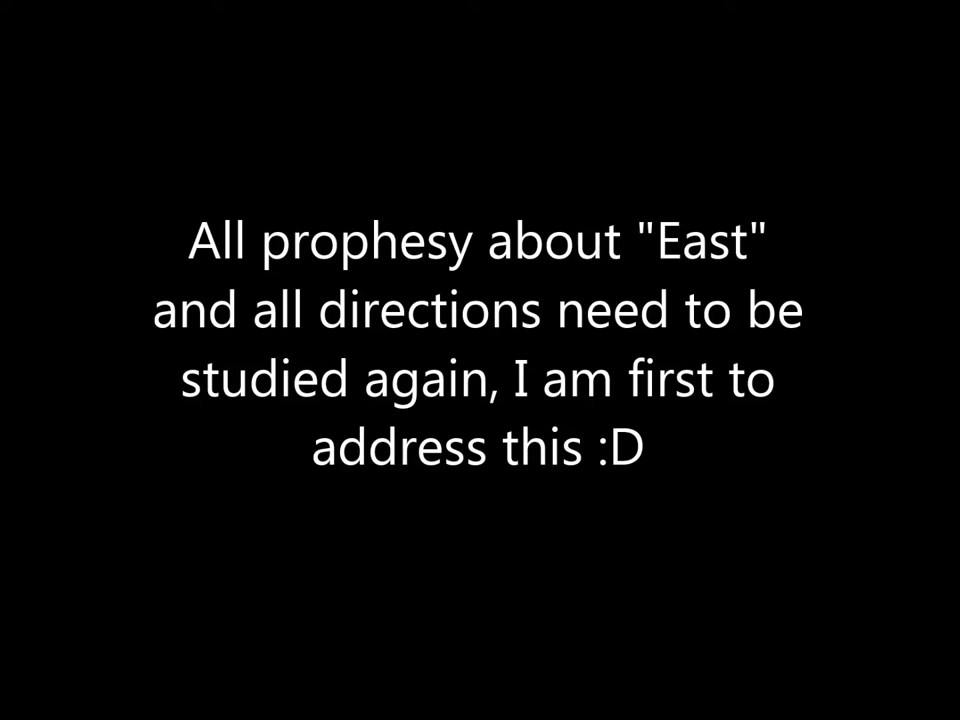 All prophesy about "East"
and all directions need to be
studied again, I am first to
address this :D